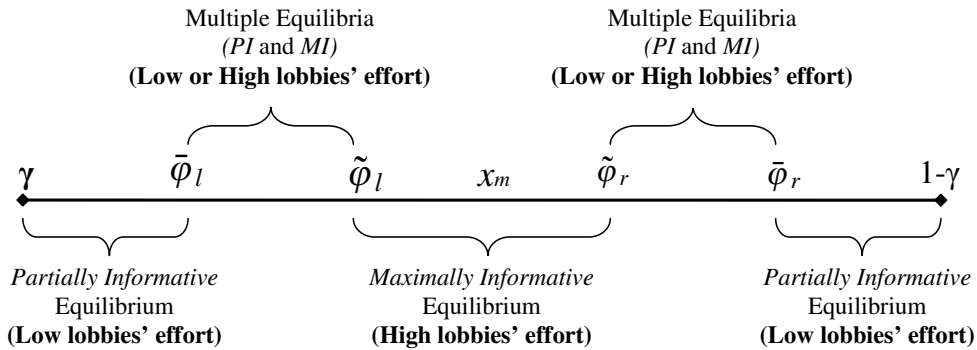 Multiple Equilibria
(PI and MI)
(Low or High lobbies' effort)
Multiple Equilibria
(PI and MI)
(Low or High lobbies' effort)
γ φ̄l φ̃l xm φ̃r φ̄r 1-γ
Partially Informative
Equilibrium
(Low lobbies' effort)
Maximally Informative
Equilibrium
(High lobbies' effort)
Partially Informative
Equilibrium
(Low lobbies' effort)